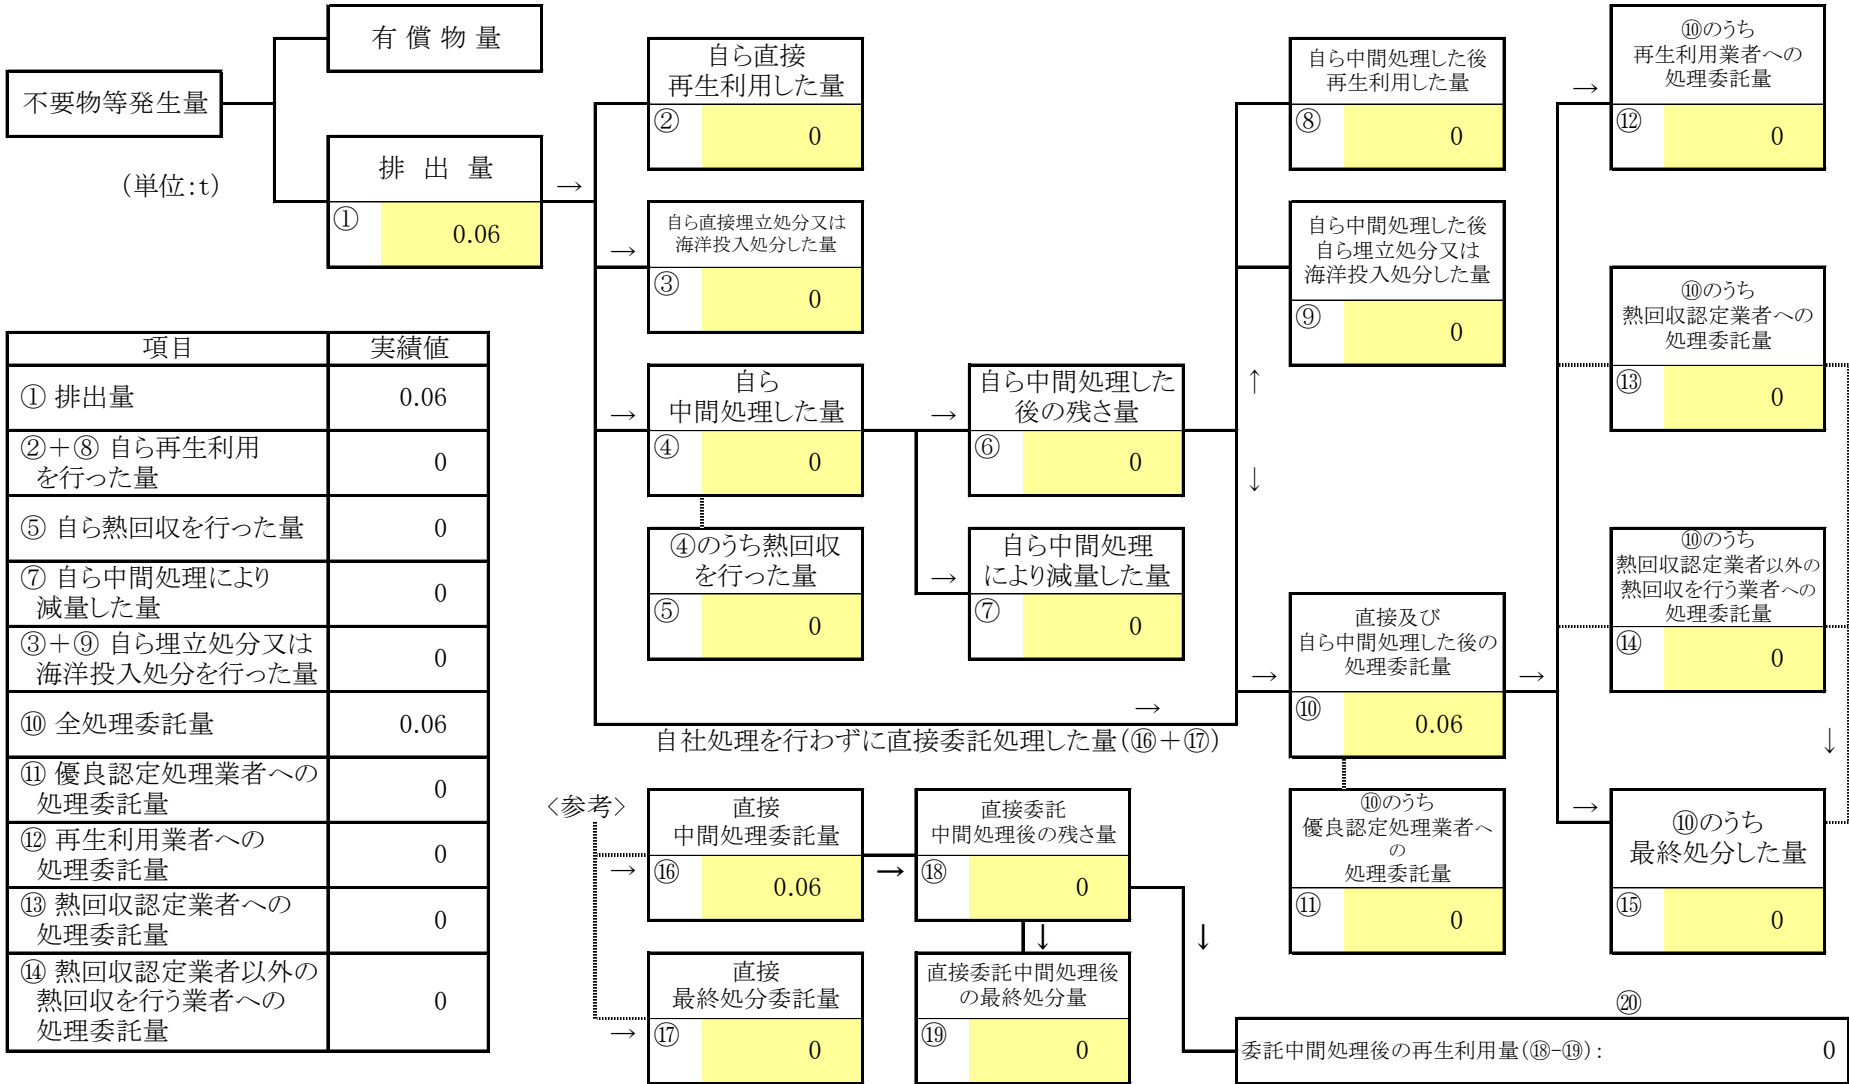 不要物等発生量
(単位:t)
有償物量
排出量
①
0.06
→
自ら直接
再生利用した量
②
0
→
自ら直接埋立処分又は
海洋投入処分した量
③
0
→
自ら
中間処理した量
④
0
④のうち熱回収
を行った量
⑤
0
→
自ら中間処理した
後の残さ量
⑥
0
→
自ら中間処理
により減量した量
⑦
0
自ら中間処理した後
再生利用した量
⑧
0
自ら中間処理した後
自ら埋立処分又は
海洋投入処分した量
⑨
0
↑
↓
→
自社処理を行わずに直接委託処理した量(⑯+⑰)
→
直接及び
自ら中間処理した後の
処理委託量
⑩
0.06
⑩のうち
優良認定処理業者へ
の
処理委託量
⑪
0
→
→
⑩のうち
再生利用業者への
処理委託量
⑫
0
⑩のうち
熱回収認定業者への
処理委託量
⑬
0
⑩のうち
熱回収認定業者以外の
熱回収を行う業者への
処理委託量
⑭
0
↓
→
⑩のうち
最終処分した量
⑮
0
項目 実績値
① 排出量 0.06
②+⑧ 自ら再生利用
を行った量 0
⑤ 自ら熱回収を行った量 0
⑦ 自ら中間処理により
減量した量 0
③+⑨ 自ら埋立処分又は
海洋投入処分を行った量 0
⑩ 全処理委託量 0.06
⑪ 優良認定処理業者への
処理委託量 0
⑫ 再生利用業者への
処理委託量 0
⑬ 熱回収認定業者への
処理委託量 0
⑭ 熱回収認定業者以外の
熱回収を行う業者への
処理委託量 0
<参考>
→
直接
中間処理委託量
⑯
0.06
→
直接
最終処分委託量
⑰
0
→
直接委託
中間処理後の残さ量
⑱
0
↓
直接委託中間処理後
の最終処分量
⑲
0
↓
⑳
委託中間処理後の再生利用量(⑱-⑲): 0